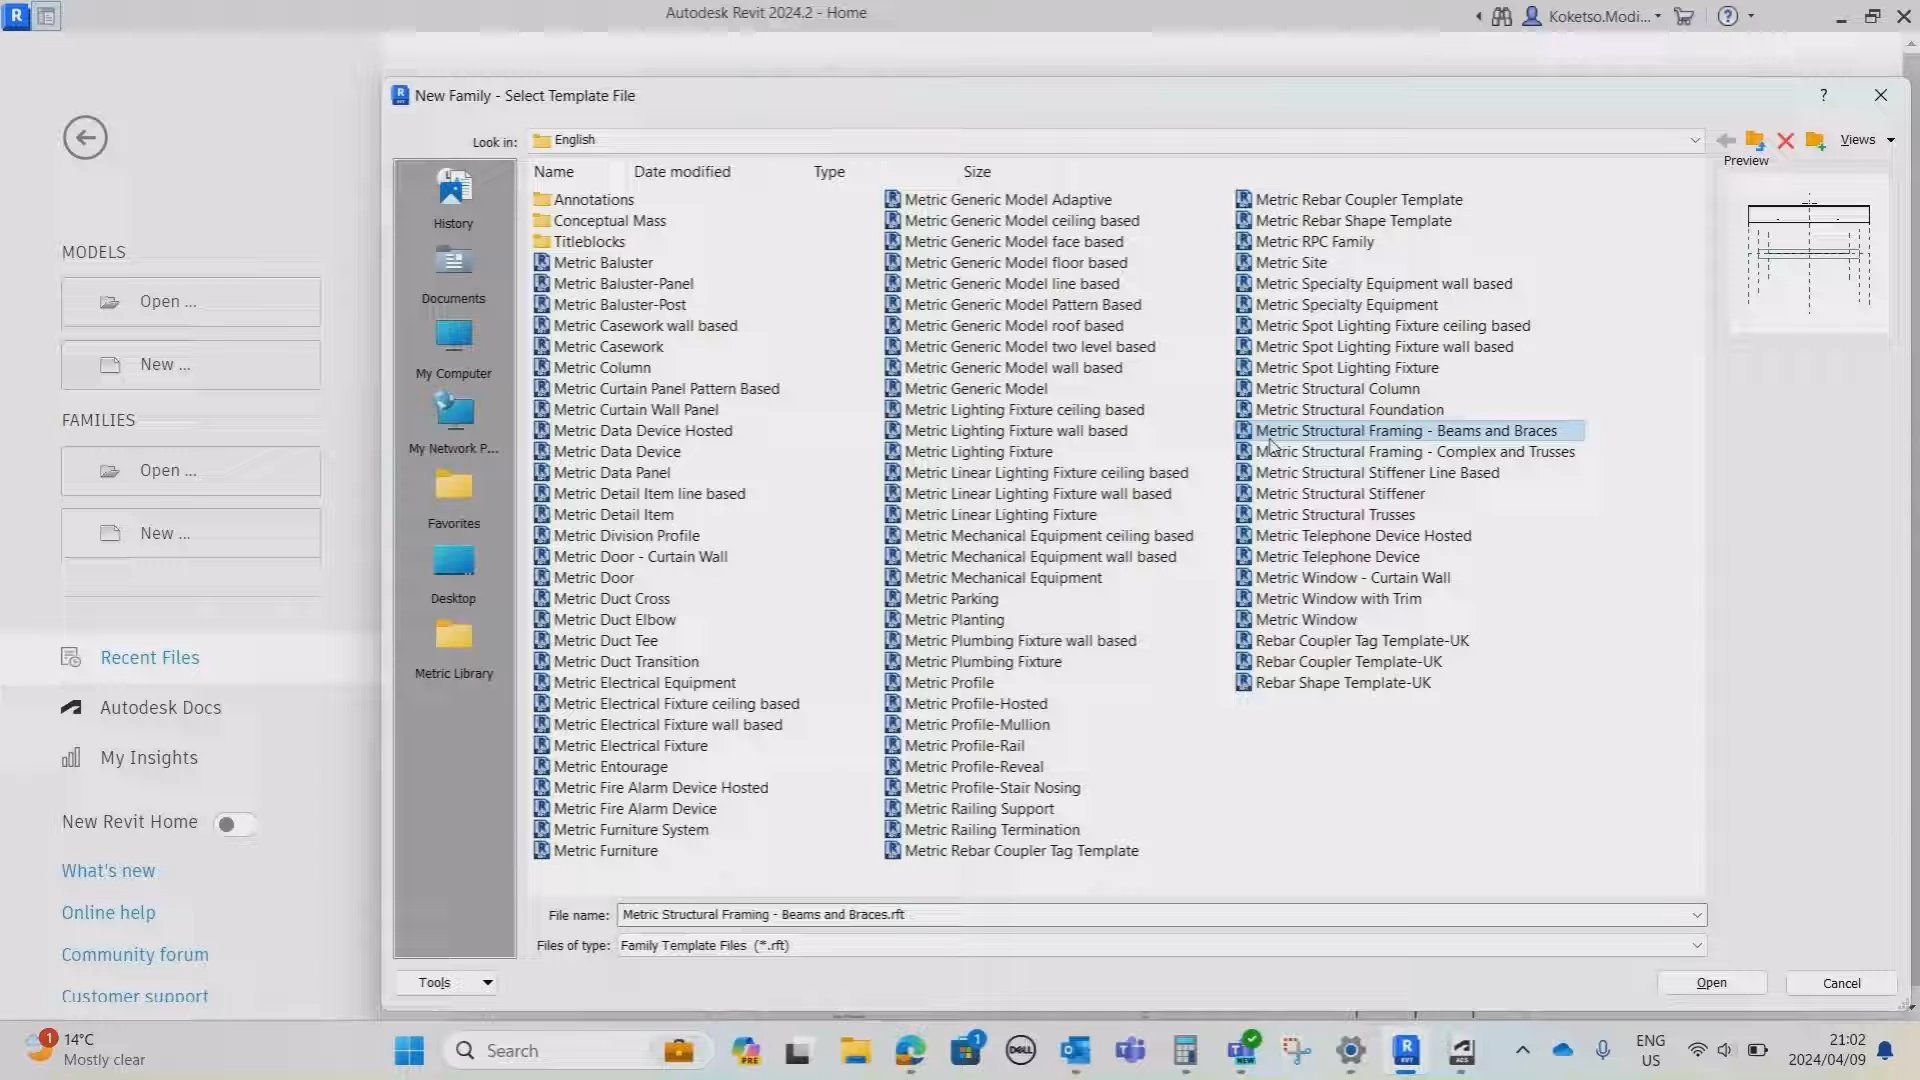 R
Autodesk Revit 2024.2 - Home
Koketso.Modi...
New Family - Select Template File
Look in:
English
Views
Preview
Name
Date modified
Type
Size
MODELS
Open ...
New ...
FAMILIES
Open ...
New ...
Recent Files
Autodesk Docs
My Insights
New Revit Home
What's new
Online help
Community forum
Customer support
History
Documents
My Computer
My Network P...
Favorites
Desktop
Metric Library
Annotations
Conceptual Mass
Titleblocks
Metric Baluster
Metric Baluster-Panel
Metric Baluster-Post
Metric Casework wall based
Metric Casework
Metric Column
Metric Curtain Panel Pattern Based
Metric Curtain Wall Panel
Metric Data Device Hosted
Metric Data Device
Metric Data Panel
Metric Detail Item line based
Metric Detail Item
Metric Division Profile
Metric Door - Curtain Wall
Metric Door
Metric Duct Cross
Metric Duct Elbow
Metric Duct Tee
Metric Duct Transition
Metric Electrical Equipment
Metric Electrical Fixture ceiling based
Metric Electrical Fixture wall based
Metric Electrical Fixture
Metric Entourage
Metric Fire Alarm Device Hosted
Metric Fire Alarm Device
Metric Furniture System
Metric Furniture
Metric Generic Model Adaptive
Metric Generic Model ceiling based
Metric Generic Model face based
Metric Generic Model floor based
Metric Generic Model line based
Metric Generic Model Pattern Based
Metric Generic Model roof based
Metric Generic Model two level based
Metric Generic Model wall based
Metric Generic Model
Metric Lighting Fixture ceiling based
Metric Lighting Fixture wall based
Metric Lighting Fixture
Metric Linear Lighting Fixture ceiling based
Metric Linear Lighting Fixture wall based
Metric Linear Lighting Fixture
Metric Mechanical Equipment ceiling based
Metric Mechanical Equipment wall based
Metric Mechanical Equipment
Metric Parking
Metric Planting
Metric Plumbing Fixture wall based
Metric Plumbing Fixture
Metric Profile
Metric Profile-Hosted
Metric Profile-Mullion
Metric Profile-Rail
Metric Profile-Reveal
Metric Profile-Stair Nosing
Metric Railing Support
Metric Railing Termination
Metric Rebar Coupler Tag Template
Metric Rebar Coupler Template
Metric Rebar Shape Template
Metric RPC Family
Metric Site
Metric Specialty Equipment wall based
Metric Specialty Equipment
Metric Spot Lighting Fixture ceiling based
Metric Spot Lighting Fixture wall based
Metric Spot Lighting Fixture
Metric Structural Column
Metric Structural Foundation
Metric Structural Framing - Beams and Braces
Metric Structural Framing - Complex and Trusses
Metric Structural Stiffener Line Based
Metric Structural Stiffener
Metric Structural Trusses
Metric Telephone Device Hosted
Metric Telephone Device
Metric Window - Curtain Wall
Metric Window with Trim
Metric Window
Rebar Coupler Tag Template-UK
Rebar Coupler Template-UK
Rebar Shape Template-UK
File name:
Metric Structural Framing - Beams and Braces.rft
Files of type:
Family Template Files (*.rft)
Tools
Open
Cancel
1
14°C
Mostly clear
Search
PRE
1
DELL
NEW
R
RVT
ACS
ENG
US
21:02
2024/04/09